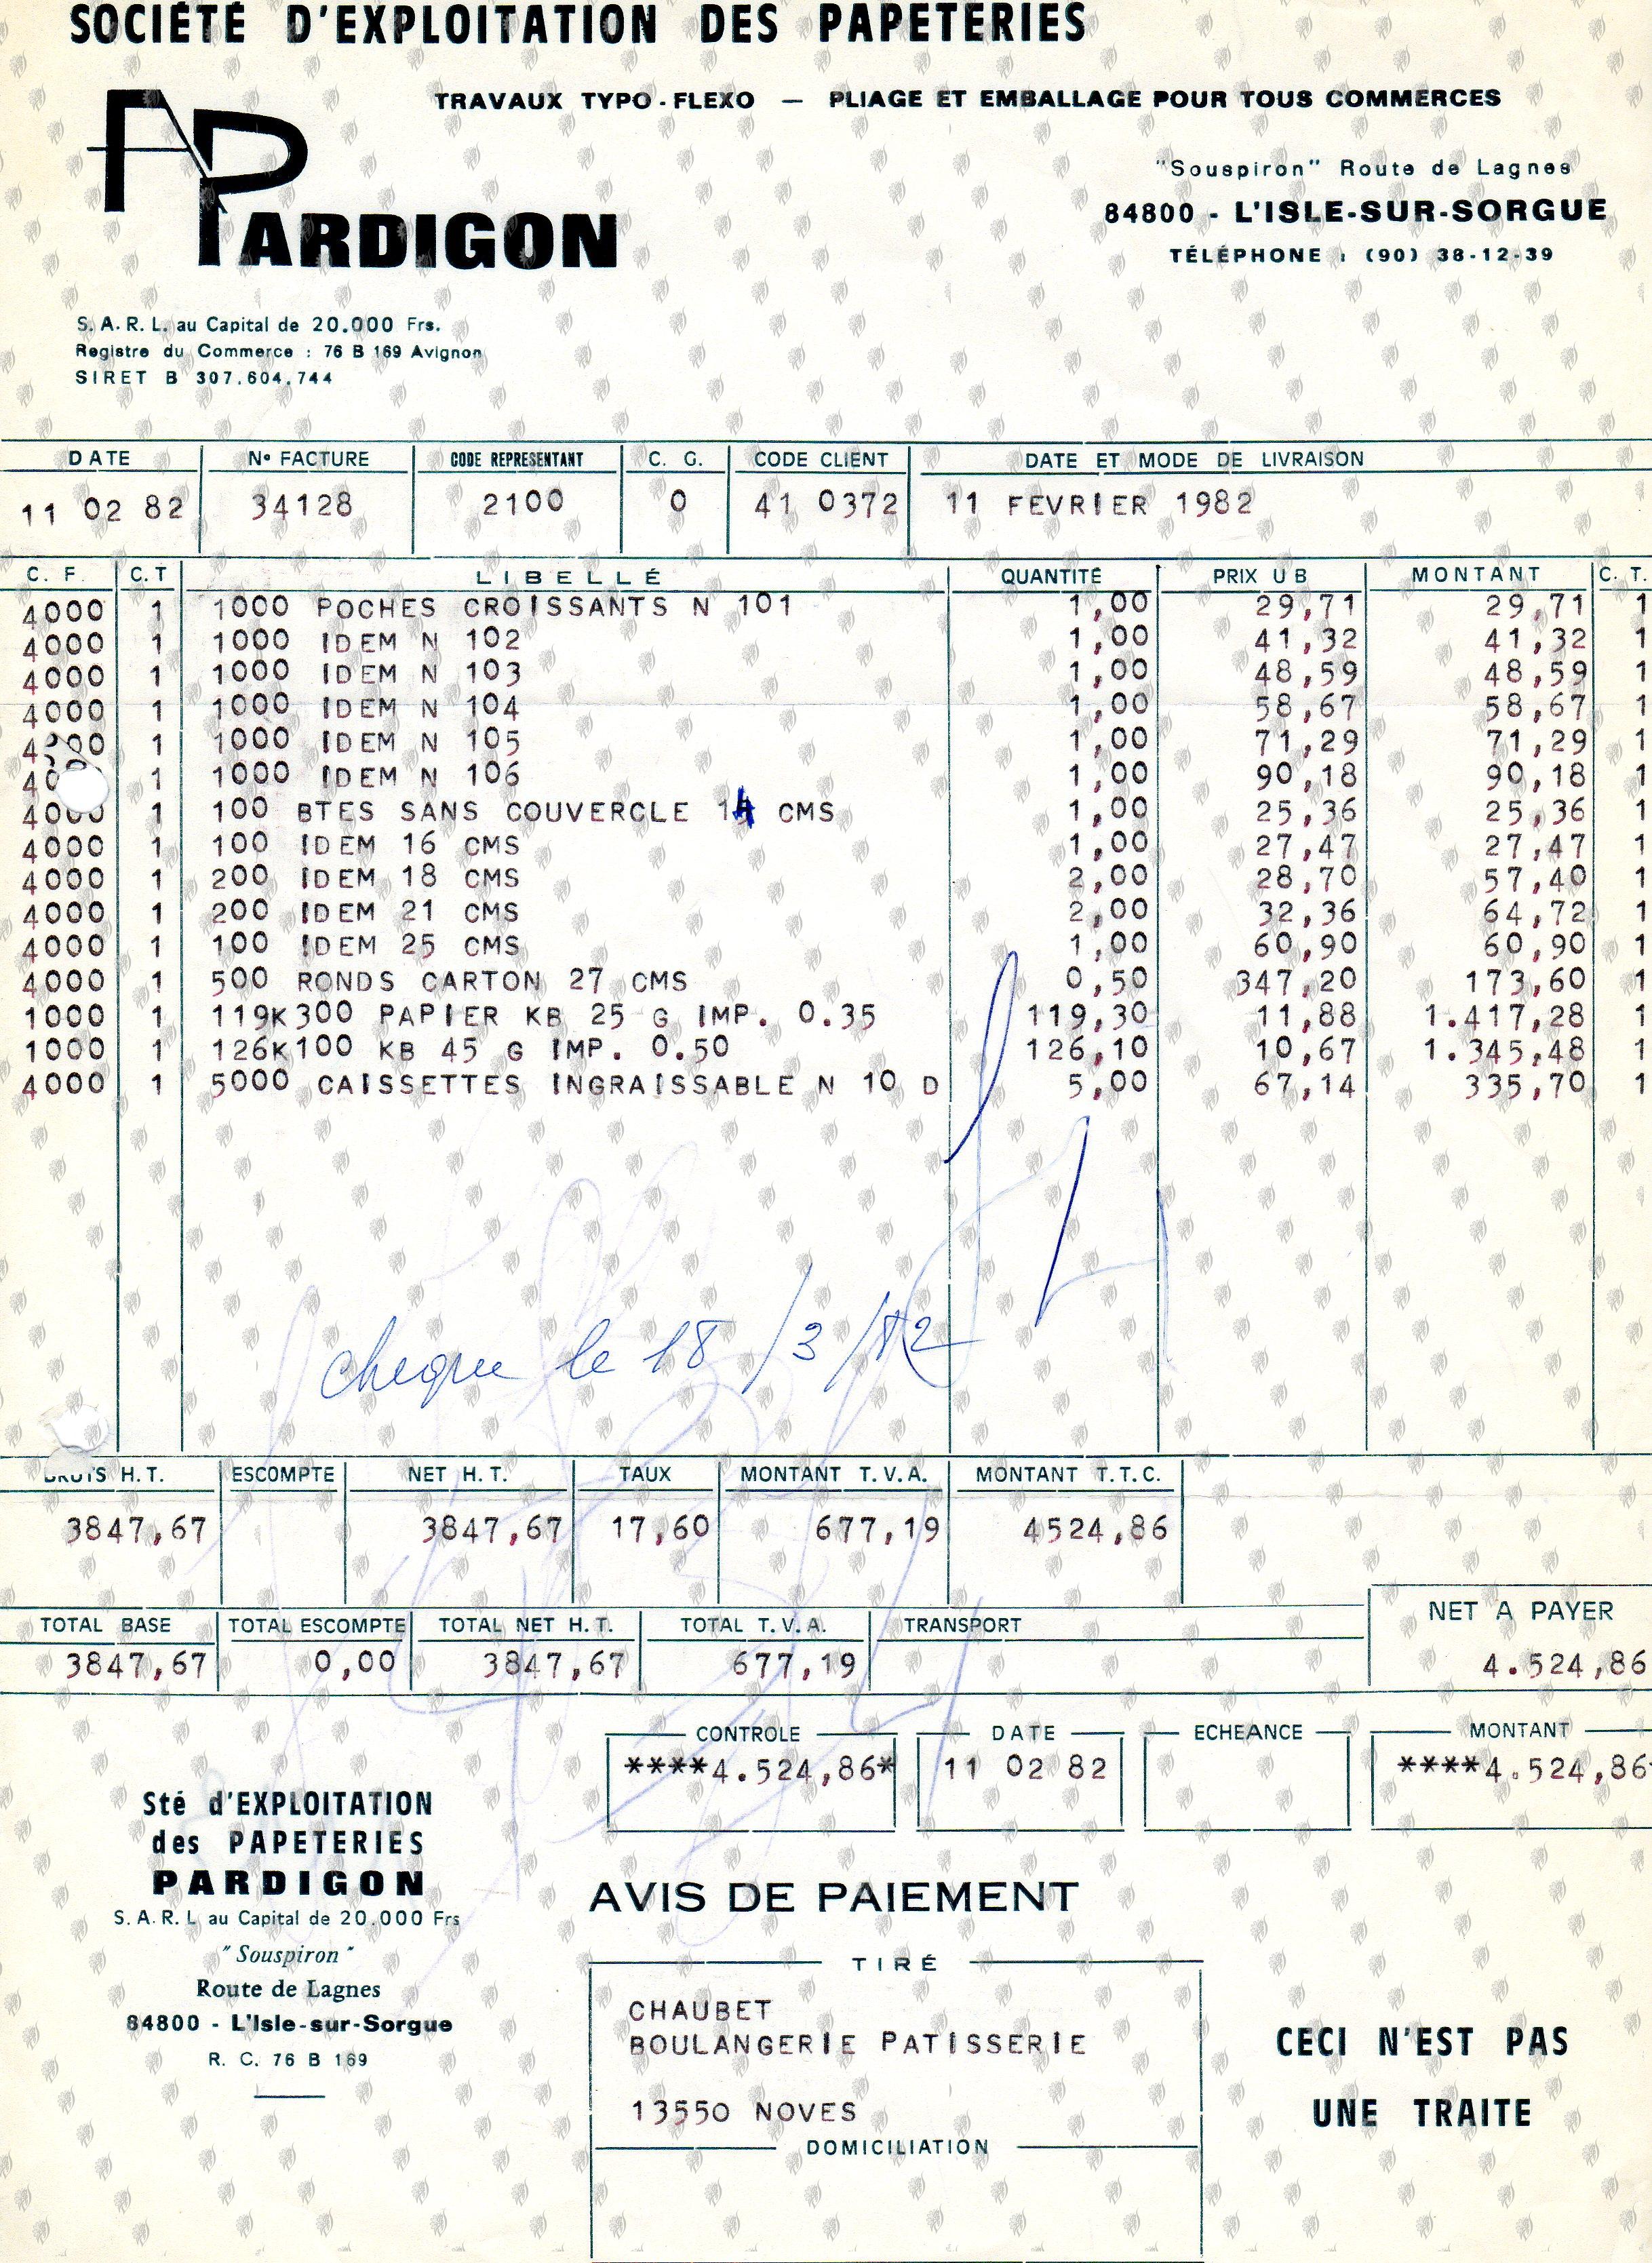 SOCIÉTÉ D'EXPLOITATION DES PAPETERIES
TRAVAUX TYPO-FLEXO — PLIAGE ET EMBALLAGE POUR TOUS COMMERCES
AP
PARDIGON
"Souspiron" Route de Lagnes
84800 - L'ISLE-SUR-SORGUE
TÉLÉPHONE : (90) 38-12-39
S.A.R.L. au Capital de 20.000 Frs.
Registre du Commerce : 76 B 169 Avignon
SIRET B 307.604.744
DATE N° FACTURE CODE REPRESENTANT C. G. CODE CLIENT DATE ET MODE DE LIVRAISON
11 02 82 34128 2100 0 41 0372 11 FEVRIER 1982
C. F. C.T LIBELLÉ QUANTITÉ PRIX U B MONTANT C. T.
4000 1 1000 POCHES CROISSANTS N 101 1,00 29,71 29,71 1
4000 1 1000 IDEM N 102 1,00 41,32 41,32 1
4000 1 1000 IDEM N 103 1,00 48,59 48,59 1
4000 1 1000 IDEM N 104 1,00 58,67 58,67 1
4000 1 1000 IDEM N 105 1,00 71,29 71,29 1
4000 1 1000 IDEM N 106 1,00 90,18 90,18 1
4000 1 100 BTES SANS COUVERCLE 14 CMS 1,00 25,36 25,36 1
4000 1 100 IDEM 16 CMS 1,00 27,47 27,47 1
4000 1 200 IDEM 18 CMS 2,00 28,70 57,40 1
4000 1 200 IDEM 21 CMS 2,00 32,36 64,72 1
4000 1 100 IDEM 25 CMS 1,00 60,90 60,90 1
4000 1 500 RONDS CARTON 27 CMS 0,50 347,20 173,60 1
1000 1 119K300 PAPIER KB 25 G IMP. 0.35 119,30 11,88 1.417,28 1
1000 1 126K100 KB 45 G IMP. 0.50 126,10 10,67 1.345,48 1
4000 1 5000 CAISSETTES INGRAISSABLE N 10 D 5,00 67,14 335,70 1
cheque le 18/3/82
BRUTS H.T. ESCOMPTE NET H.T. TAUX MONTANT T.V.A. MONTANT T.T.C.
3847,67 3847,67 17,60 677,19 4524,86
TOTAL BASE TOTAL ESCOMPTE TOTAL NET H.T. TOTAL T.V.A. TRANSPORT NET A PAYER
3847,67 0,00 3847,67 677,19 4.524,86
CONTROLE DATE ECHEANCE MONTANT
****4.524,86* 11 02 82 ****4.524,86*
Sté d'EXPLOITATION
des PAPETERIES
PARDIGON
S.A.R.L au Capital de 20.000 Frs
"Souspiron"
Route de Lagnes
84800 - L'Isle-sur-Sorgue
R. C. 76 B 169
AVIS DE PAIEMENT
TIRÉ
CHAUBET
BOULANGERIE PATISSERIE
13550 NOVES
DOMICILIATION
CECI N'EST PAS
UNE TRAITE